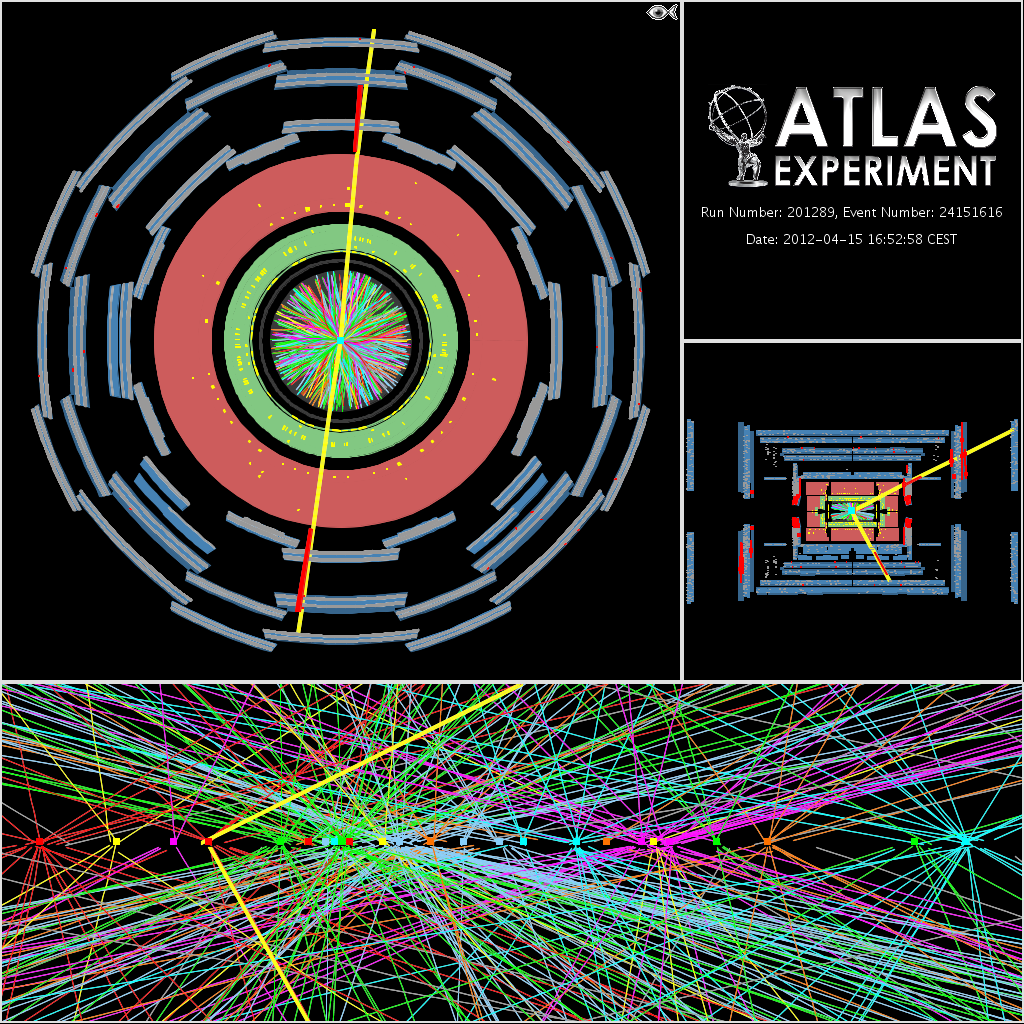 ATLAS
EXPERIMENT
Run Number: 201289, Event Number: 24151616
Date: 2012-04-15 16:52:58 CEST